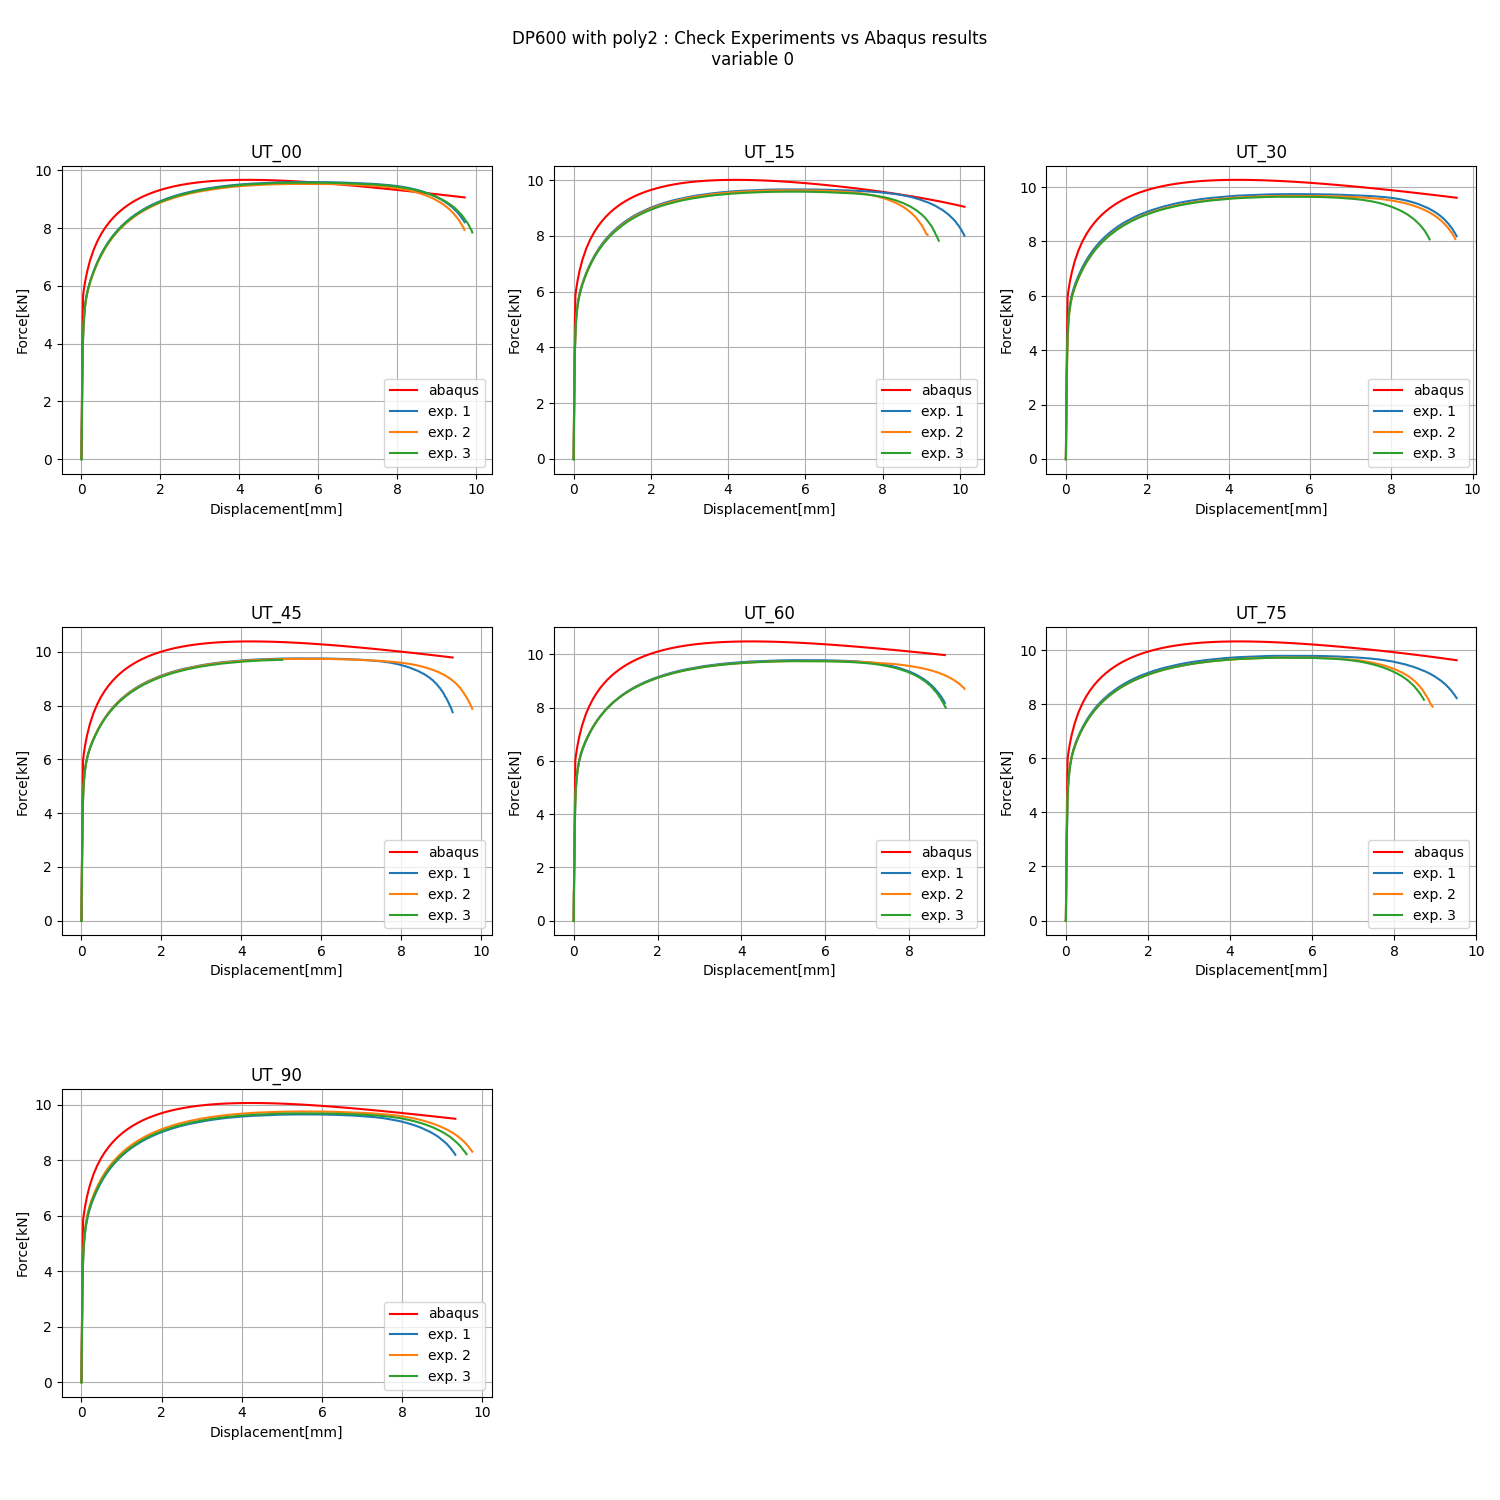 DP600 with poly2 : Check Experiments vs Abaqus results
variable 0
UT_00
Force[kN]
10
8
6
4
2
0
abaqus
exp. 1
exp. 2
exp. 3
0 2 4 6 8 10
Displacement[mm]
UT_15
Force[kN]
10
8
6
4
2
0
abaqus
exp. 1
exp. 2
exp. 3
0 2 4 6 8 10
Displacement[mm]
UT_30
Force[kN]
10
8
6
4
2
0
abaqus
exp. 1
exp. 2
exp. 3
0 2 4 6 8 10
Displacement[mm]
UT_45
Force[kN]
10
8
6
4
2
0
abaqus
exp. 1
exp. 2
exp. 3
0 2 4 6 8 10
Displacement[mm]
UT_60
Force[kN]
10
8
6
4
2
0
abaqus
exp. 1
exp. 2
exp. 3
0 2 4 6 8
Displacement[mm]
UT_75
Force[kN]
10
8
6
4
2
0
abaqus
exp. 1
exp. 2
exp. 3
0 2 4 6 8 10
Displacement[mm]
UT_90
Force[kN]
10
8
6
4
2
0
abaqus
exp. 1
exp. 2
exp. 3
0 2 4 6 8 10
Displacement[mm]